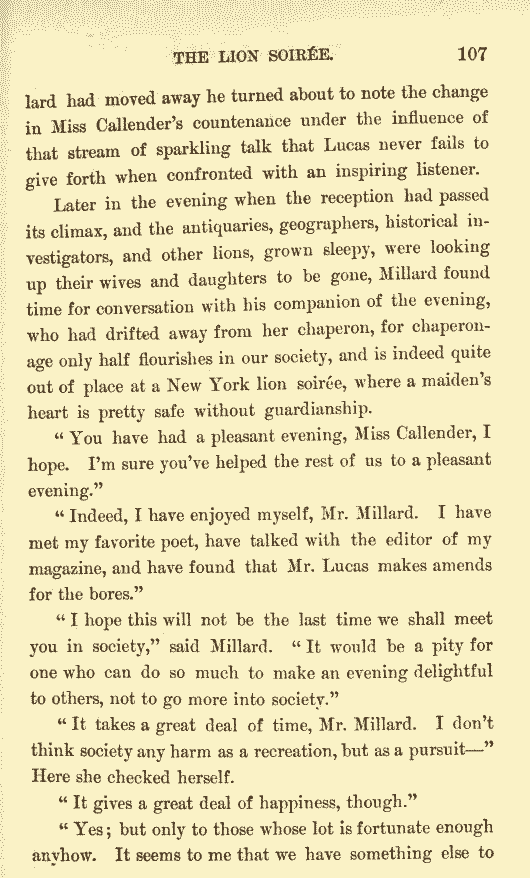 THE LION SOIRÉE. 107
lard had moved away he turned about to note the change
in Miss Callender's countenance under the influence of
that stream of sparkling talk that Lucas never fails to
give forth when confronted with an inspiring listener.
Later in the evening when the reception had passed
its climax, and the antiquaries, geographers, historical in-
vestigators, and other lions, grown sleepy, were looking
up their wives and daughters to be gone, Millard found
time for conversation with his companion of the evening,
who had drifted away from her chaperon, for chaperon-
age only half flourishes in our society, and is indeed quite
out of place at a New York lion soirée, where a maiden's
heart is pretty safe without guardianship.
“ You have had a pleasant evening, Miss Callender, I
hope. I'm sure you've helped the rest of us to a pleasant
evening.”
“ Indeed, I have enjoyed myself, Mr. Millard. I have
met my favorite poet, have talked with the editor of my
magazine, and have found that Mr. Lucas makes amends
for the bores.”
“ I hope this will not be the last time we shall meet
you in society,” said Millard. “ It would be a pity for
one who can do so much to make an evening delightful
to others, not to go more into society.”
“ It takes a great deal of time, Mr. Millard. I don't
think society any harm as a recreation, but as a pursuit—”
Here she checked herself.
“ It gives a great deal of happiness, though.”
“ Yes; but only to those whose lot is fortunate enough
anyhow. It seems to me that we have something else to